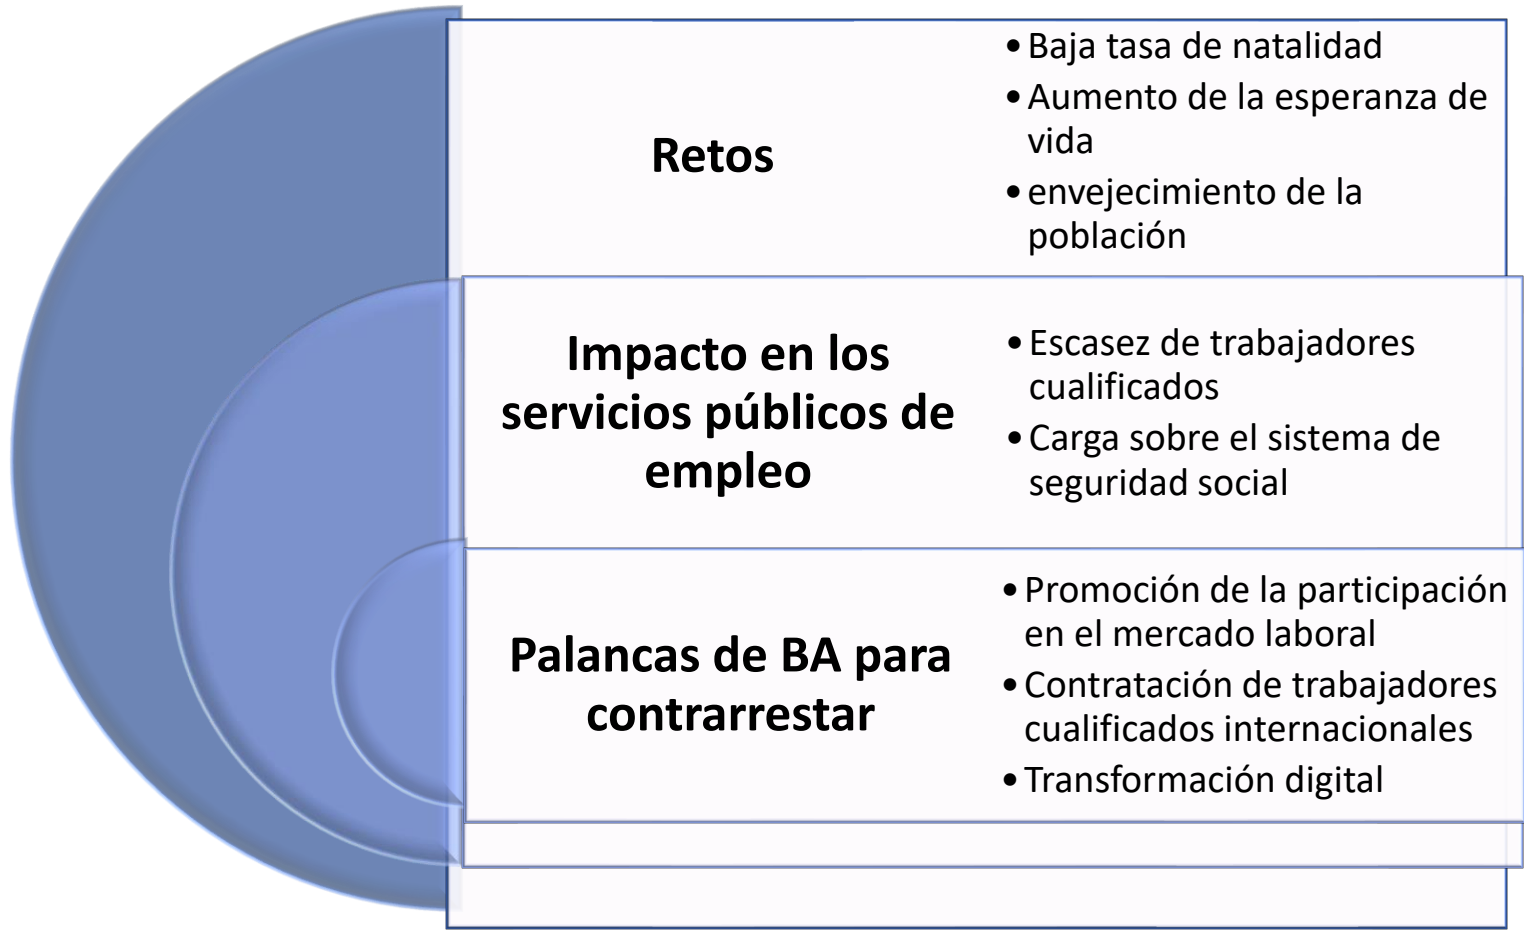 Retos
• Baja tasa de natalidad
• Aumento de la esperanza de
vida
• envejecimiento de la
población
Impacto en los
servicios públicos de
empleo
• Escasez de trabajadores
cualificados
• Carga sobre el sistema de
seguridad social
Palancas de BA para
contrarrestar
• Promoción de la participación
en el mercado laboral
• Contratación de trabajadores
cualificados internacionales
• Transformación digital